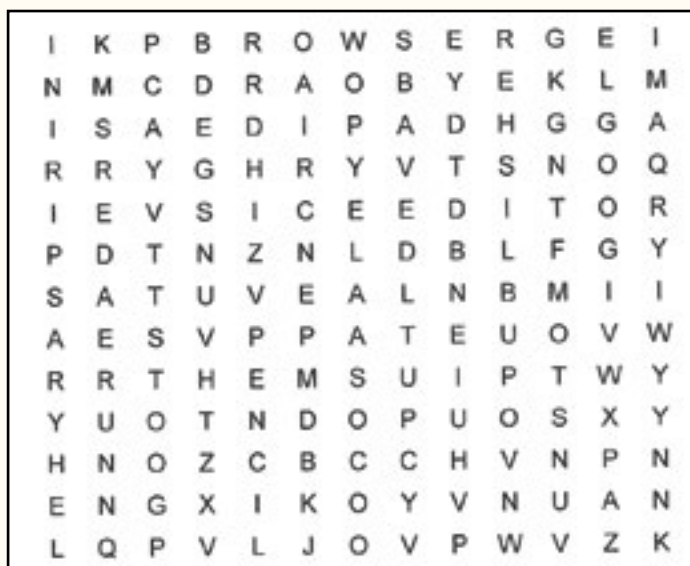 I K P B R O W S E R G E I
N M C D R A O B Y E K L M
I S A E D I P A D H G G A
R R Y G H R Y V T S N O Q
I E V S I C E E D I T O R
P D T N Z N L D B L F G Y
S A T U V E A L N B M I I
A E S V P P A T E U O V W
R R T H E M S U I P T W Y
Y U O T N D O P U O S X Y
H N O Z C B C C H V N P N
E N G X I K O Y V N U A N
L Q P V L J O V P W V Z K